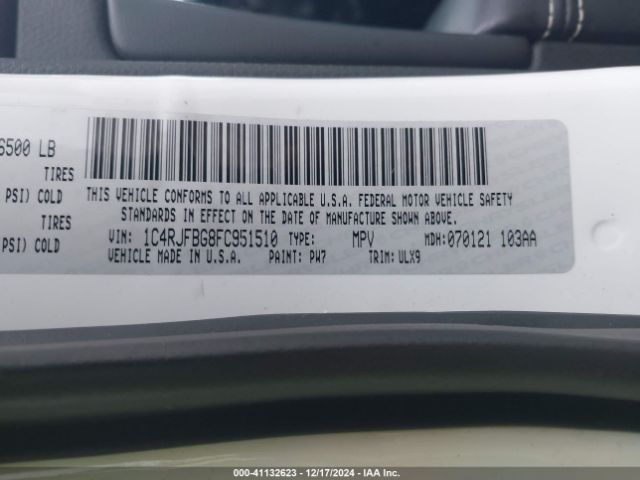 6500 LB
TIRES
PSI) COLD
TIRES
PSI) COLD
THIS VEHICLE CONFORMS TO ALL APPLICABLE U.S.A. FEDERAL MOTOR VEHICLE SAFETY
STANDARDS IN EFFECT ON THE DATE OF MANUFACTURE SHOWN ABOVE.
VIN: 1C4RJFBG8FC951510 TYPE: MPV MDH:070121 103AA
VEHICLE MADE IN U.S.A. PAINT: PW7 TRIM: ULX9
000-41132623 - 12/17/2024 - IAA Inc.